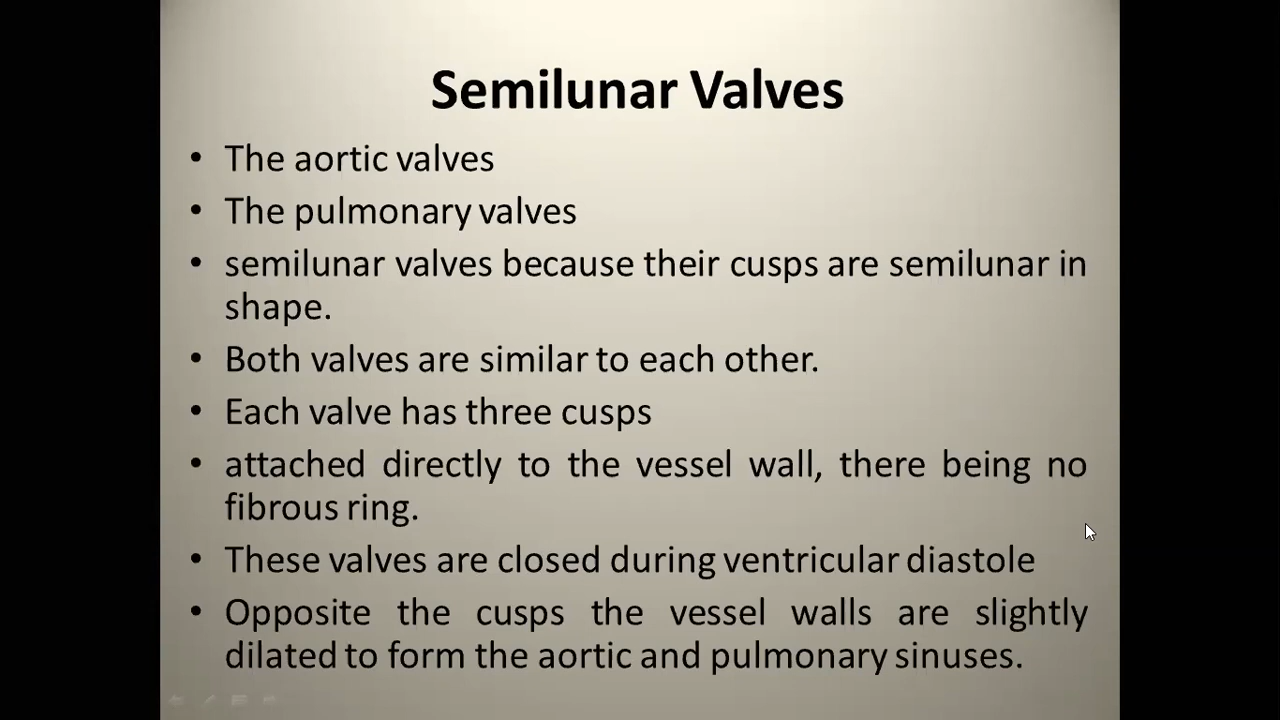 Semilunar Valves
• The aortic valves
• The pulmonary valves
• semilunar valves because their cusps are semilunar in
shape.
• Both valves are similar to each other.
• Each valve has three cusps
• attached directly to the vessel wall, there being no
fibrous ring.
• These valves are closed during ventricular diastole
• Opposite the cusps the vessel walls are slightly
dilated to form the aortic and pulmonary sinuses.